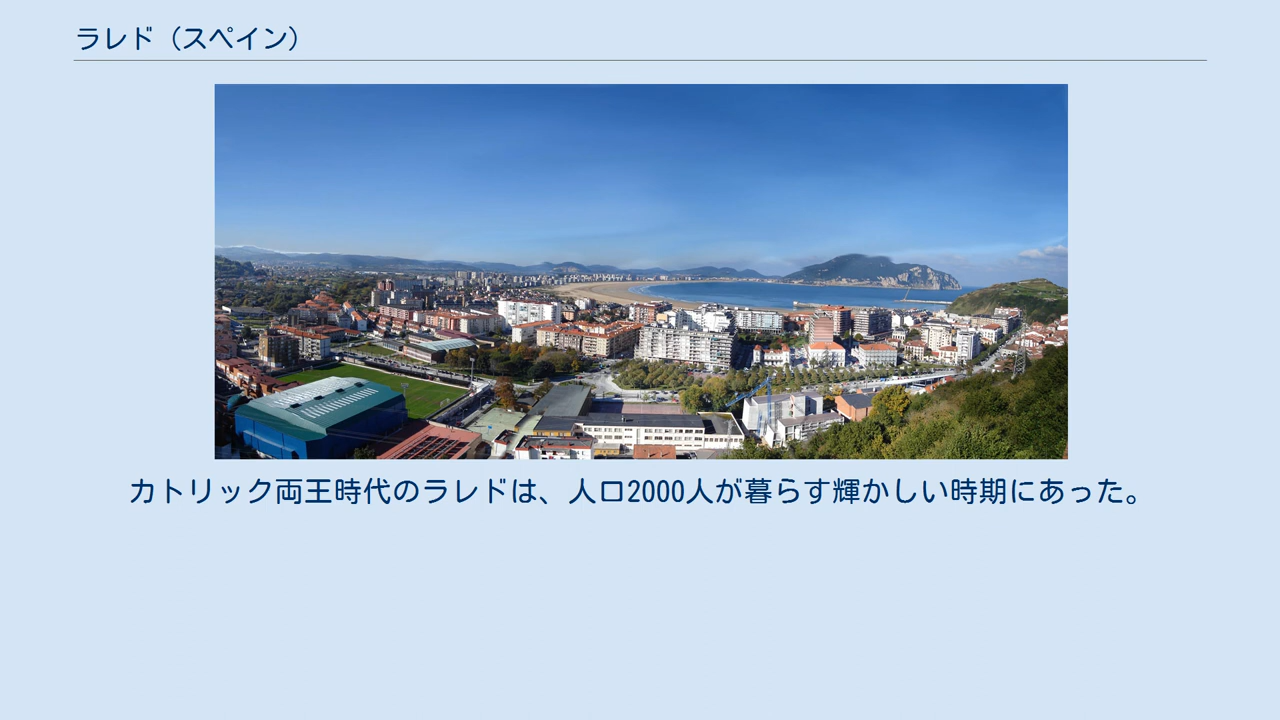 ラレド（スペイン）
カトリック両王時代のラレドは、人口2000人が暮らす輝かしい時期にあった。